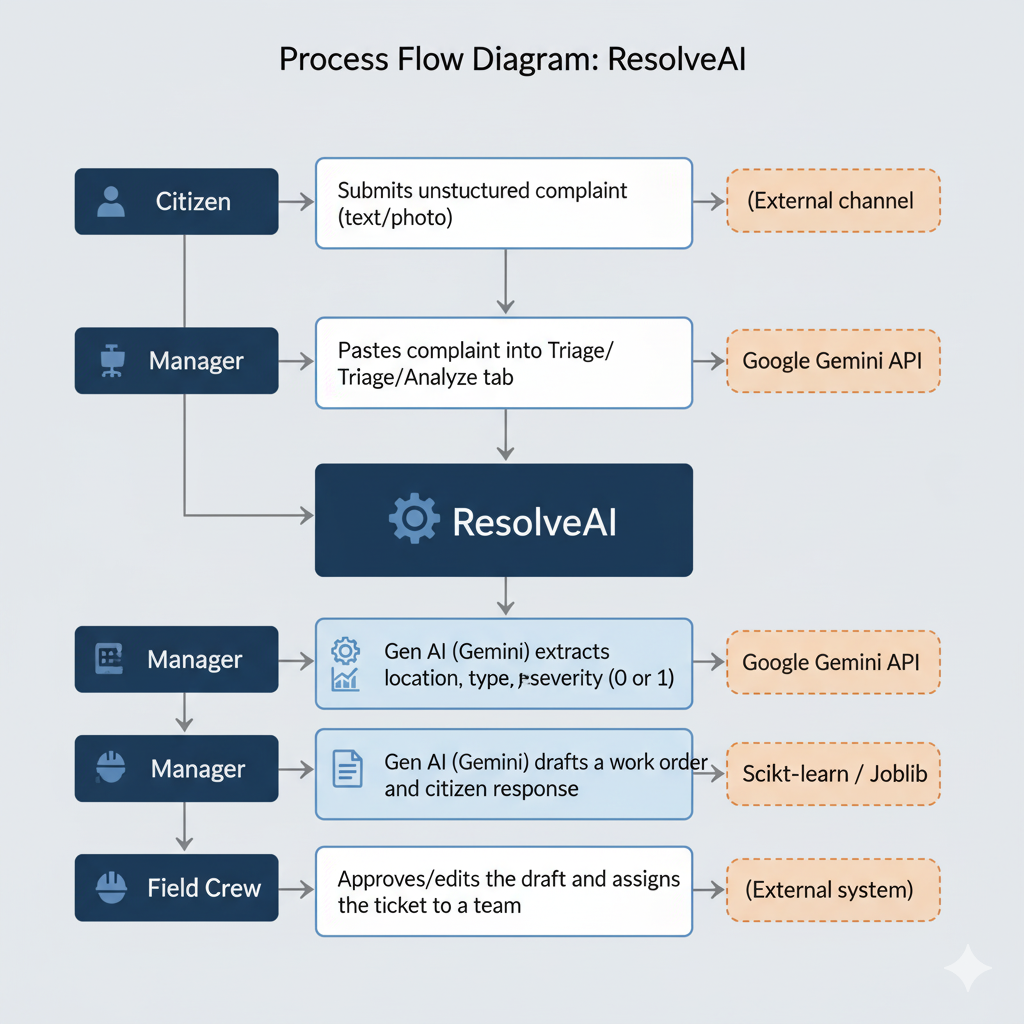 Process Flow Diagram: ResolveAI
Citizen
Submits unstuctured complaint
(text/photo)
(External channel
Manager
Pastes complaint into Triage/
Triage/Analyze tab
Google Gemini API
ResolveAI
Manager
Gen AI (Gemini) extracts
location, type, severity (0 or 1)
Google Gemini API
Manager
Gen AI (Gemini) drafts a work order
and citizen response
Scikt-learn / Joblib
Field Crew
Approves/edits the draft and assigns
the ticket to a team
(External system)